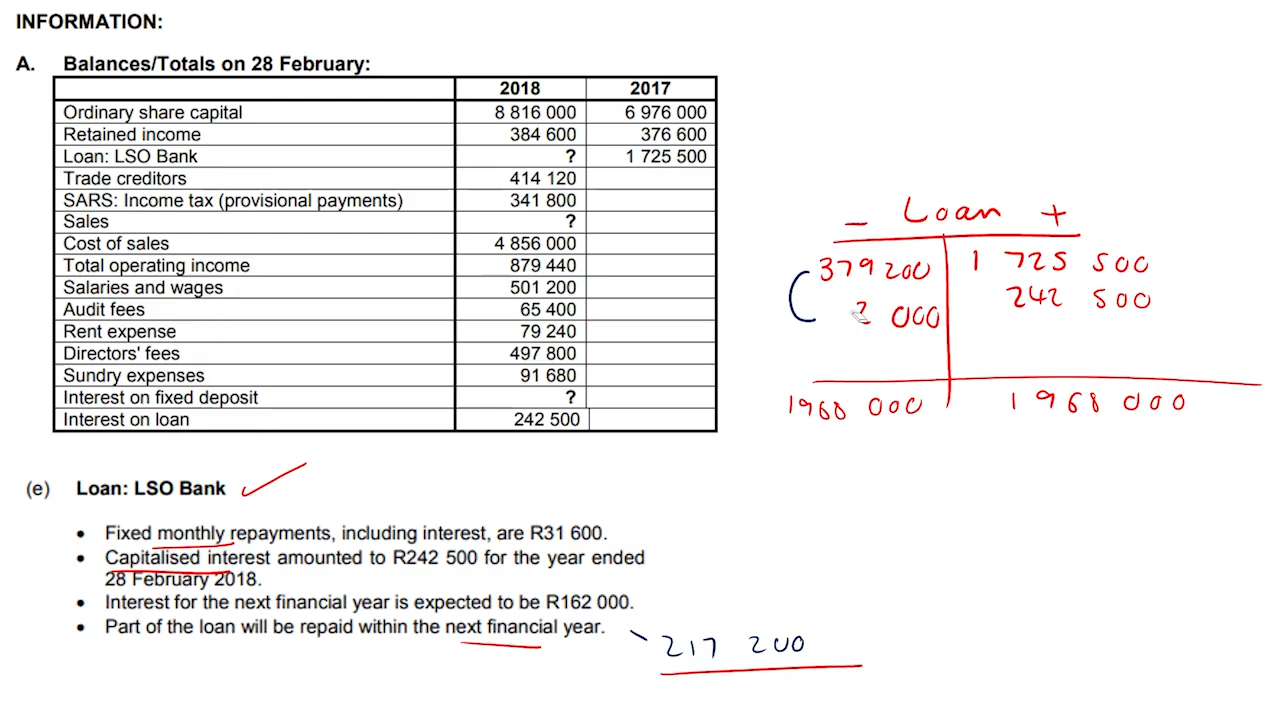 INFORMATION:
A. Balances/Totals on 28 February:
2018 2017
Ordinary share capital 8 816 000 6 976 000
Retained income 384 600 376 600
Loan: LSO Bank ? 1 725 500
Trade creditors 414 120
SARS: Income tax (provisional payments) 341 800
Sales ?
Cost of sales 4 856 000
Total operating income 879 440
Salaries and wages 501 200
Audit fees 65 400
Rent expense 79 240
Directors' fees 497 800
Sundry expenses 91 680
Interest on fixed deposit ?
Interest on loan 242 500
− Loan +
379 200 1 725 500
242 500
000
1968 000 1 968 000
(e) Loan: LSO Bank
• Fixed monthly repayments, including interest, are R31 600.
• Capitalised interest amounted to R242 500 for the year ended
28 February 2018.
• Interest for the next financial year is expected to be R162 000.
• Part of the loan will be repaid within the next financial year.
217 200